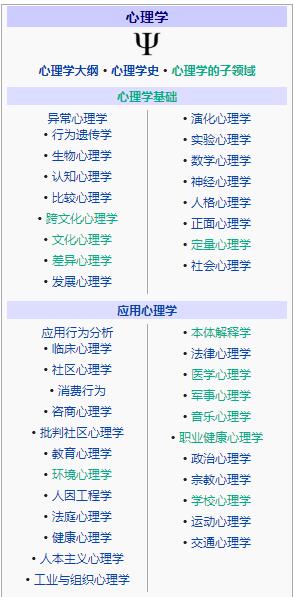 心理学
Ψ
心理学大纲 • 心理学史 • 心理学的子领域
心理学基础
异常心理学
• 行为遗传学
• 生物心理学
• 认知心理学
• 比较心理学
• 跨文化心理学
• 文化心理学
• 差异心理学
• 发展心理学
• 演化心理学
• 实验心理学
• 数学心理学
• 神经心理学
• 人格心理学
• 正面心理学
• 定量心理学
• 社会心理学
应用心理学
应用行为分析
• 临床心理学
• 社区心理学
• 消费行为
• 咨商心理学
• 批判社区心理学
• 教育心理学
• 环境心理学
• 人因工程学
• 法庭心理学
• 健康心理学
• 人本主义心理学
• 工业与组织心理学
• 本体解释学
• 法律心理学
• 医学心理学
• 军事心理学
• 音乐心理学
• 职业健康心理学
• 政治心理学
• 宗教心理学
• 学校心理学
• 运动心理学
• 交通心理学